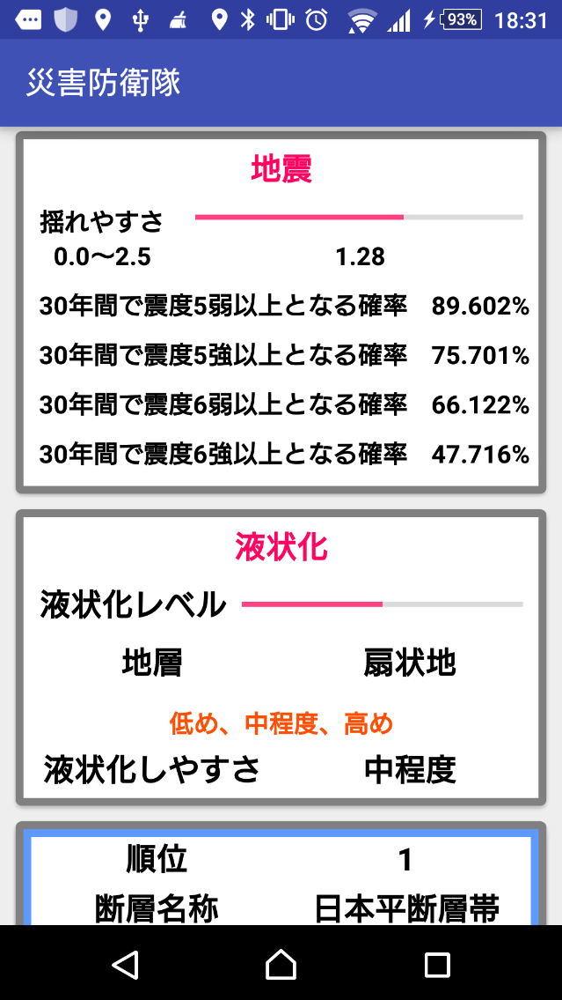 93% 18:31
災害防衛隊
地震
揺れやすさ
0.0〜2.5 1.28
30年間で震度5弱以上となる確率 89.602%
30年間で震度5強以上となる確率 75.701%
30年間で震度6弱以上となる確率 66.122%
30年間で震度6強以上となる確率 47.716%
液状化
液状化レベル
地層 扇状地
低め、中程度、高め
液状化しやすさ 中程度
順位 1
断層名称 日本平断層帯